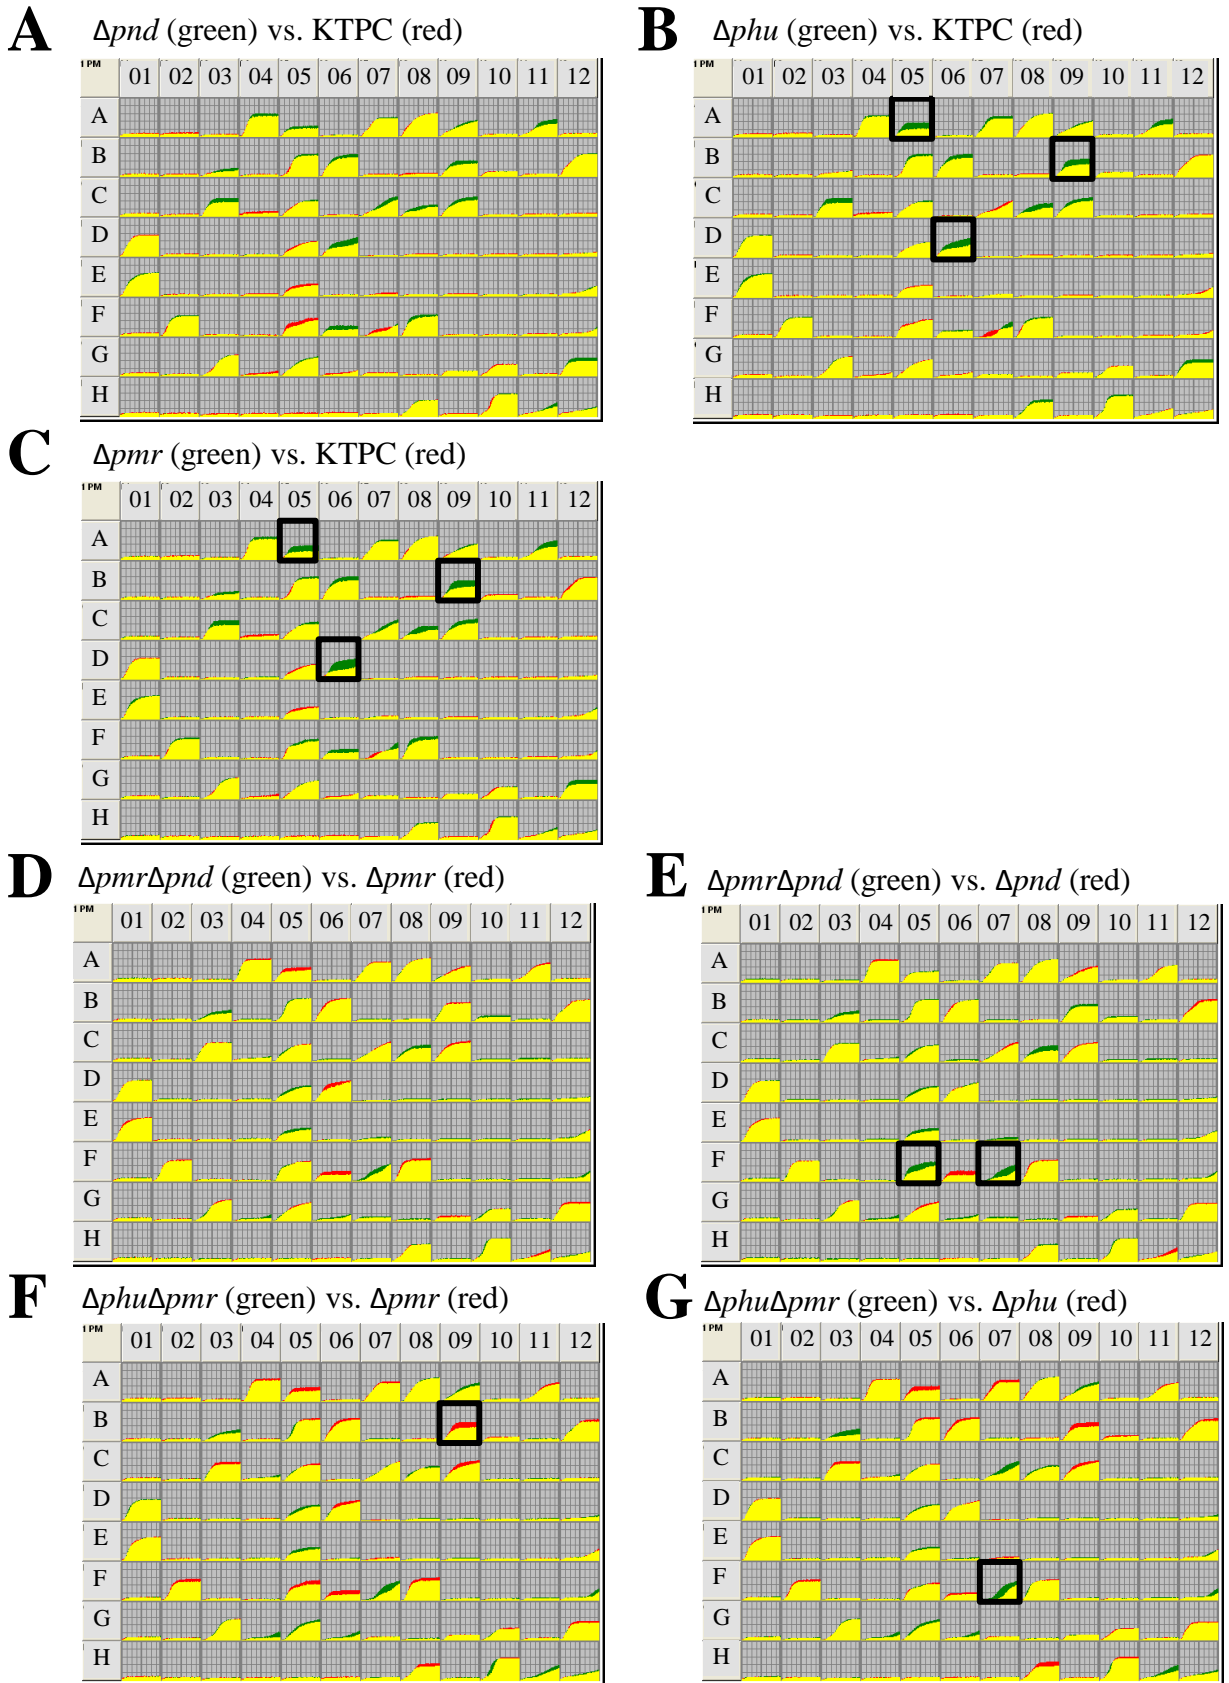 A Δpnd (green) vs. KTPC (red)
1 PM 01 02 03 04 05 06 07 08 09 10 11 12
A
B
C
D
E
F
G
H
B Δphu (green) vs. KTPC (red)
1 PM 01 02 03 04 05 06 07 08 09 10 11 12
A
B
C
D
E
F
G
H
C Δpmr (green) vs. KTPC (red)
1 PM 01 02 03 04 05 06 07 08 09 10 11 12
A
B
C
D
E
F
G
H
D ΔpmrΔpnd (green) vs. Δpmr (red)
1 PM 01 02 03 04 05 06 07 08 09 10 11 12
A
B
C
D
E
F
G
H
E ΔpmrΔpnd (green) vs. Δpnd (red)
1 PM 01 02 03 04 05 06 07 08 09 10 11 12
A
B
C
D
E
F
G
H
F ΔphuΔpmr (green) vs. Δpmr (red)
1 PM 01 02 03 04 05 06 07 08 09 10 11 12
A
B
C
D
E
F
G
H
G ΔphuΔpmr (green) vs. Δphu (red)
1 PM 01 02 03 04 05 06 07 08 09 10 11 12
A
B
C
D
E
F
G
H